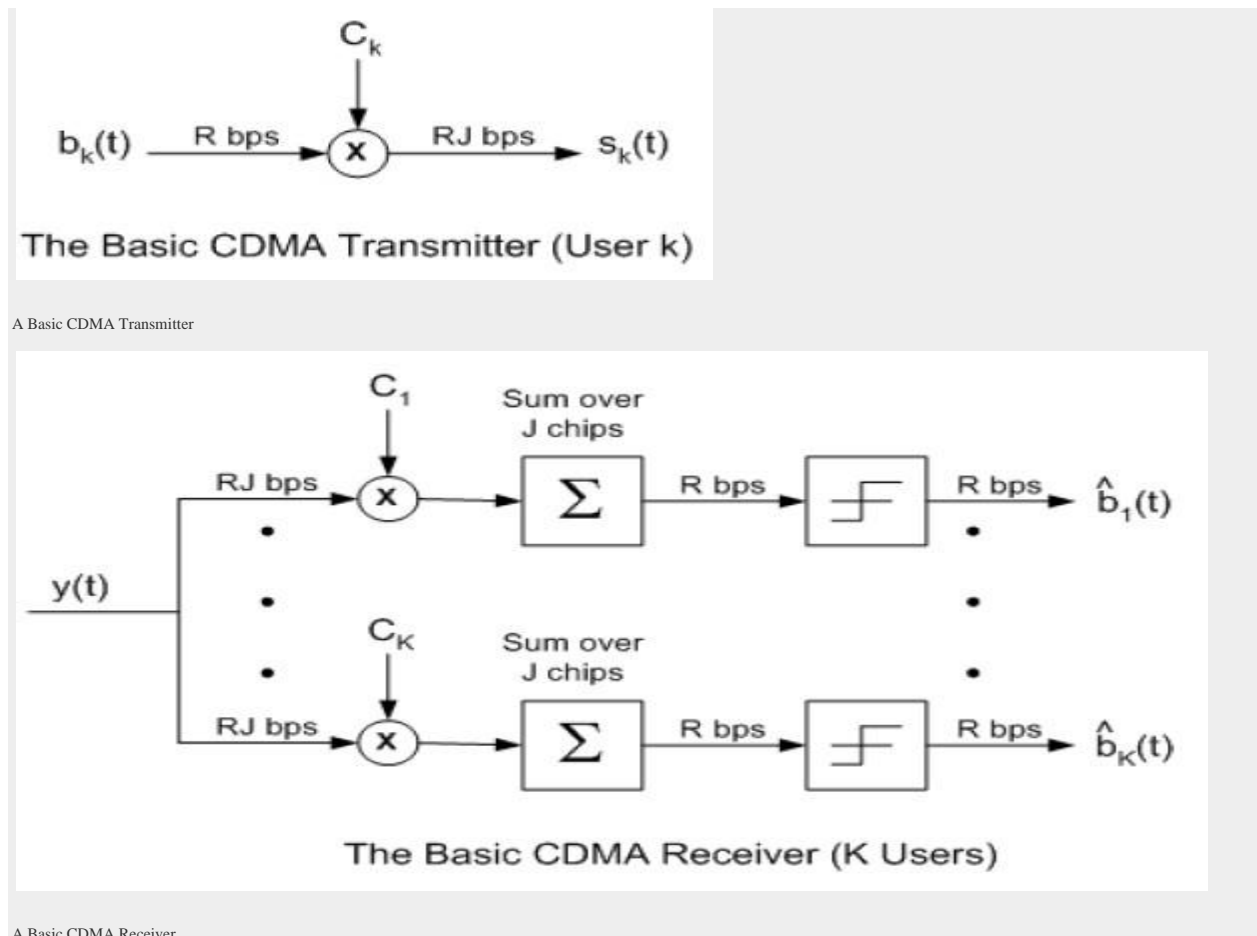 C_k
b_k(t) R bps x RJ bps s_k(t)
The Basic CDMA Transmitter (User k)
A Basic CDMA Transmitter
C_1
Sum over
J chips
RJ bps x Σ R bps R bps b̂_1(t)
y(t)
C_K
Sum over
J chips
RJ bps x Σ R bps R bps b̂_K(t)
The Basic CDMA Receiver (K Users)
A Basic CDMA Receiver